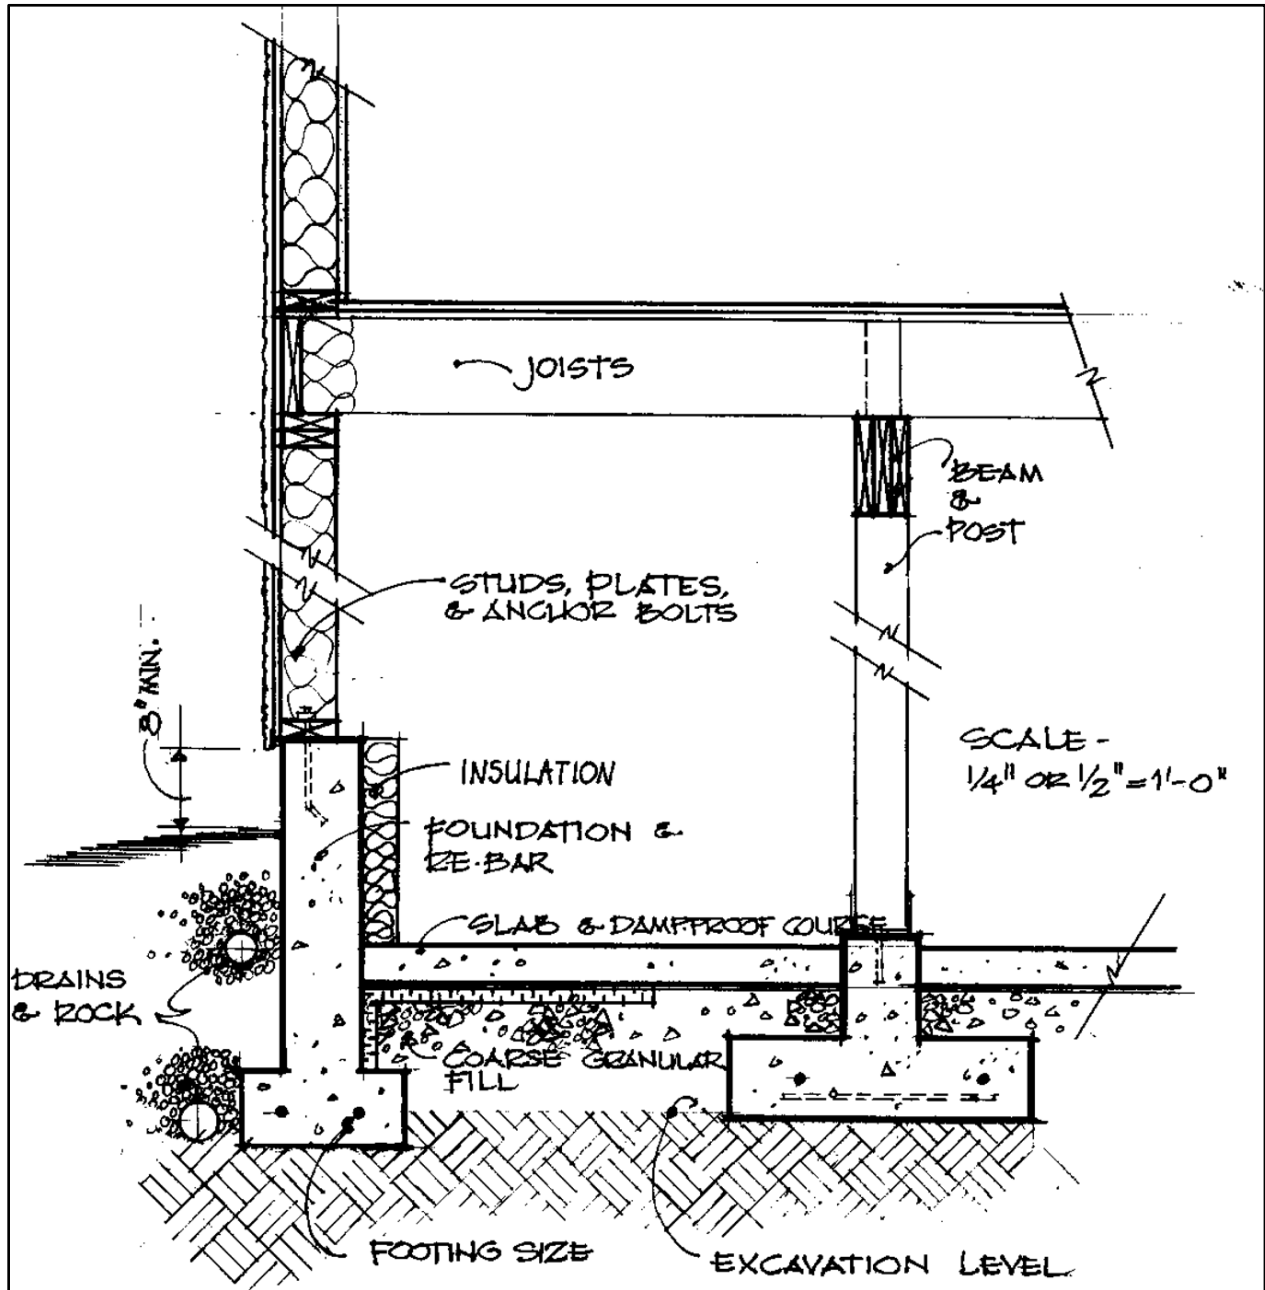 JOISTS
BEAM
&
POST
STUDS, PLATES,
& ANCHOR BOLTS
8" MIN.
SCALE -
1/4" OR 1/2" = 1'-0"
INSULATION
FOUNDATION &
RE-BAR
SLAB & DAMPPROOF COURSE
DRAINS
& ROCK
COARSE GRANULAR
FILL
FOOTING SIZE
EXCAVATION LEVEL